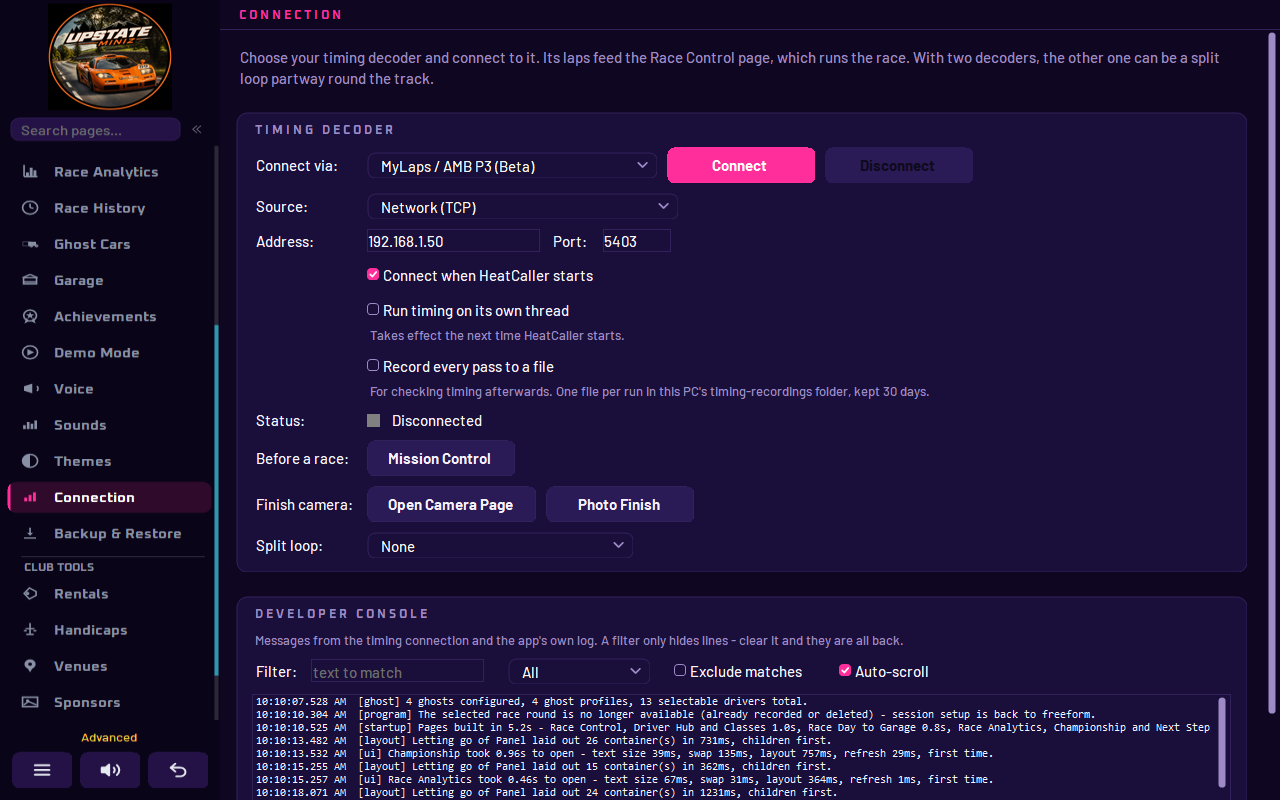 UPSTATE
MINIZ
Search pages...
«
Race Analytics
Race History
Ghost Cars
Garage
Achievements
Demo Mode
Voice
Sounds
Themes
Connection
Backup & Restore
CLUB TOOLS
Rentals
Handicaps
Venues
Sponsors
Advanced
CONNECTION
Choose your timing decoder and connect to it. Its laps feed the Race Control page, which runs the race. With two decoders, the other one can be a split
loop partway round the track.
TIMING DECODER
Connect via: MyLaps / AMB P3 (Beta) Connect Disconnect
Source: Network (TCP)
Address: 192.168.1.50 Port: 5403
Connect when HeatCaller starts
Run timing on its own thread
Takes effect the next time HeatCaller starts.
Record every pass to a file
For checking timing afterwards. One file per run in this PC's timing-recordings folder, kept 30 days.
Status: Disconnected
Before a race: Mission Control
Finish camera: Open Camera Page Photo Finish
Split loop: None
DEVELOPER CONSOLE
Messages from the timing connection and the app's own log. A filter only hides lines - clear it and they are all back.
Filter: text to match All Exclude matches Auto-scroll
10:10:07.528 AM [ghost] 4 ghosts configured, 4 ghost profiles, 13 selectable drivers total.
10:10:10.304 AM [program] The selected race round is no longer available (already recorded or deleted) - session setup is back to freeform.
10:10:10.525 AM [startup] Pages built in 5.2s - Race Control, Driver Hub and Classes 1.0s, Race Day to Garage 0.8s, Race Analytics, Championship and Next Step
10:10:13.482 AM [layout] Letting go of Panel laid out 26 container(s) in 731ms, children first.
10:10:13.532 AM [ui] Championship took 0.96s to open - text size 39ms, swap 135ms, layout 757ms, refresh 29ms, first time.
10:10:15.255 AM [layout] Letting go of Panel laid out 15 container(s) in 362ms, children first.
10:10:15.257 AM [ui] Race Analytics took 0.46s to open - text size 67ms, swap 31ms, layout 364ms, refresh 1ms, first time.
10:10:18.071 AM [layout] Letting go of Panel laid out 24 container(s) in 1231ms, children first.